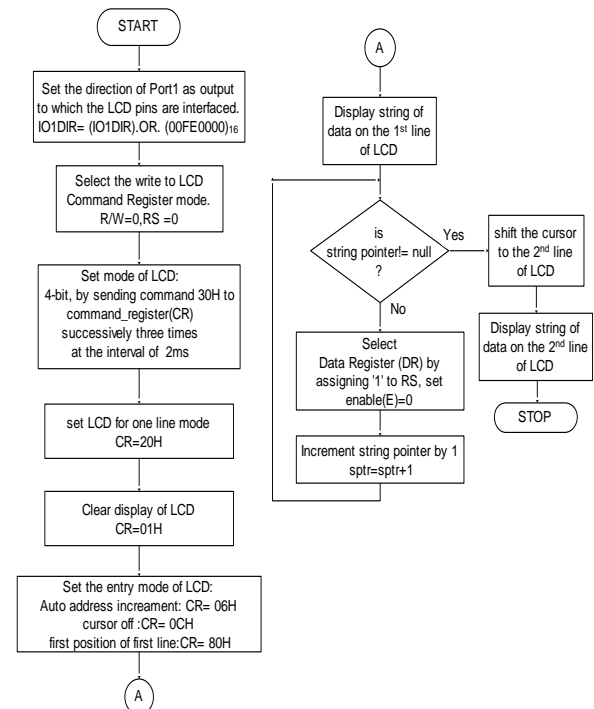 START
Set the direction of Port1 as output
to which the LCD pins are interfaced.
IO1DIR= (IO1DIR).OR. (00FE0000)16
Select the write to LCD
Command Register mode.
R/W=0,RS =0
Set mode of LCD:
4-bit, by sending command 30H to
command_register(CR)
successively three times
at the interval of 2ms
set LCD for one line mode
CR=20H
Clear display of LCD
CR=01H
Set the entry mode of LCD:
Auto address increament: CR= 06H
cursor off :CR= 0CH
first position of first line:CR= 80H
A
A
Display string of
data on the 1st line
of LCD
is
string pointer!= null
?
Yes
No
shift the cursor
to the 2nd line
of LCD
Display string of
data on the 2nd line
of LCD
STOP
Select
Data Register (DR) by
assigning '1' to RS, set
enable(E)=0
Increment string pointer by 1
sptr=sptr+1